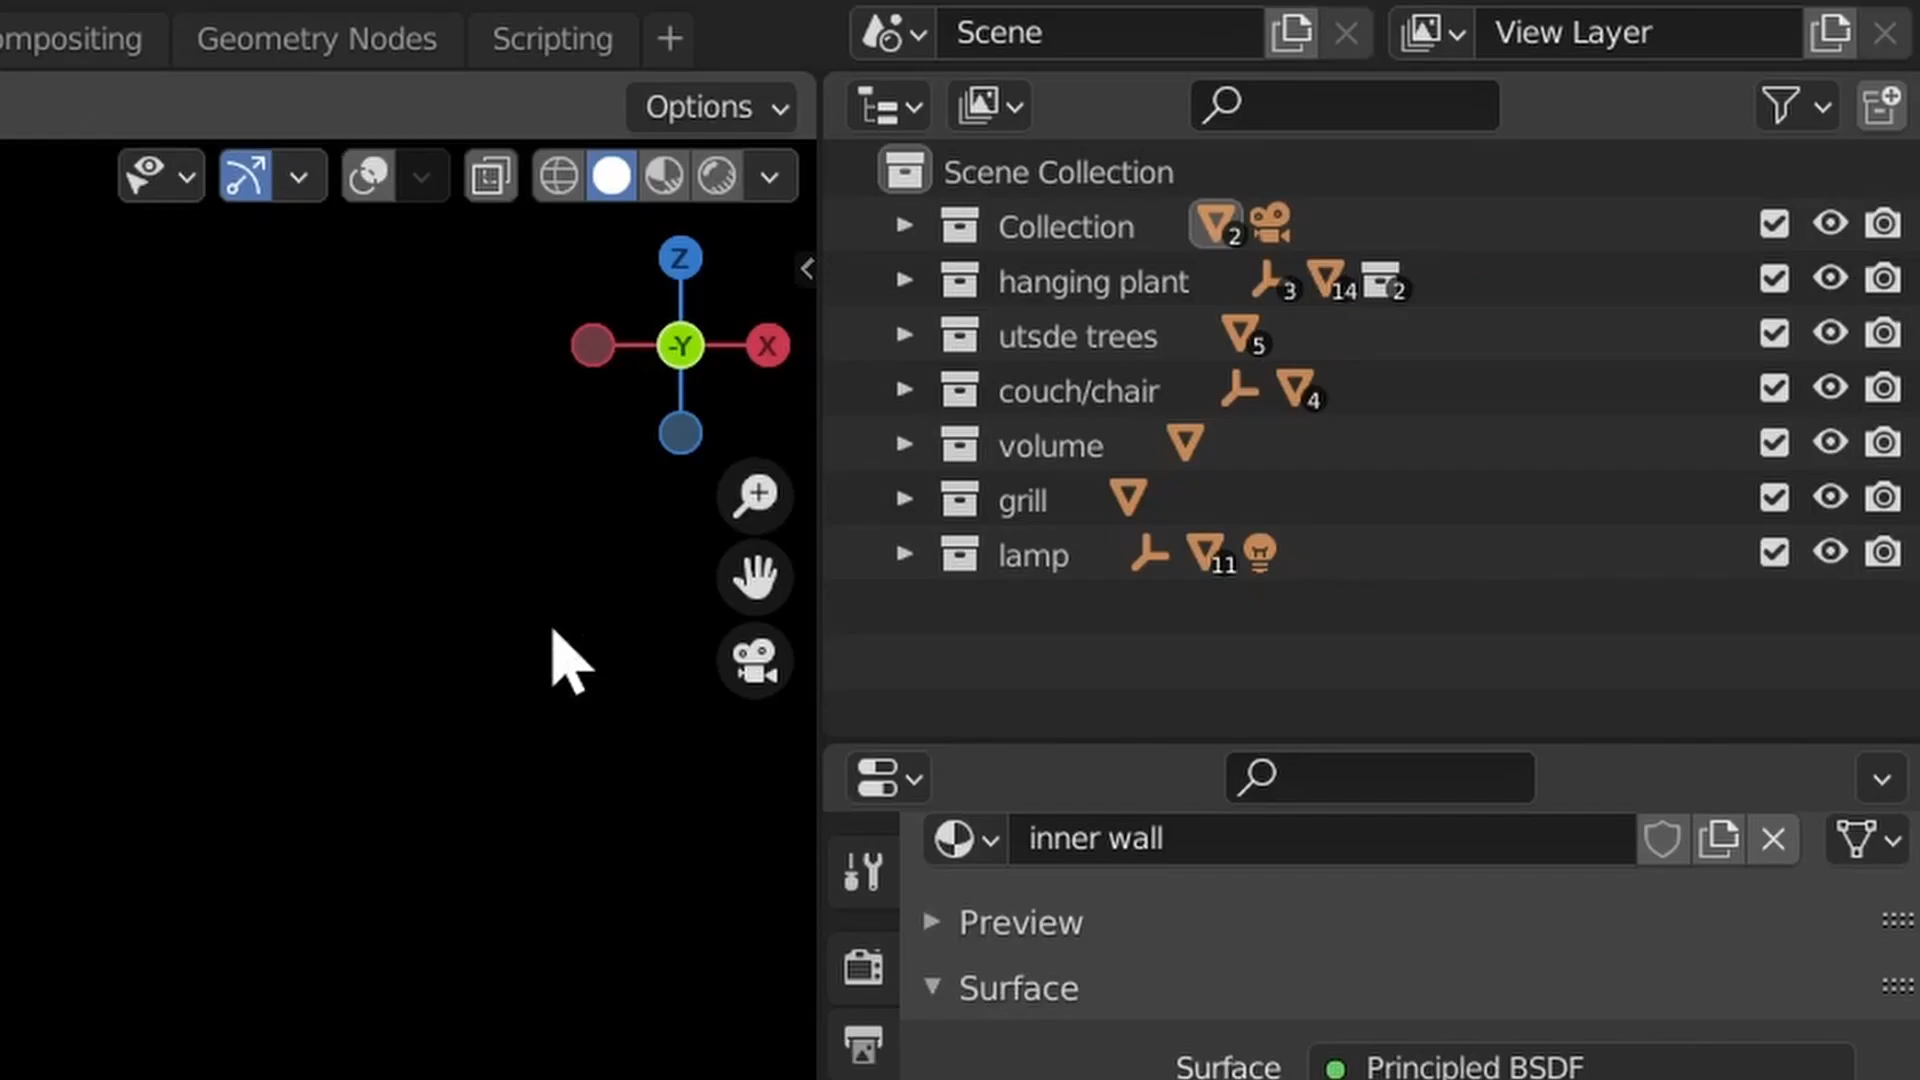 ompositing
Geometry Nodes
Scripting
+
Scene
View Layer
Options
Scene Collection
Collection 2
hanging plant 3 14 2
utsde trees 5
couch/chair 4
volume
grill
lamp 11
Z
-Y
X
inner wall
Preview
Surface
Surface Principled BSDF